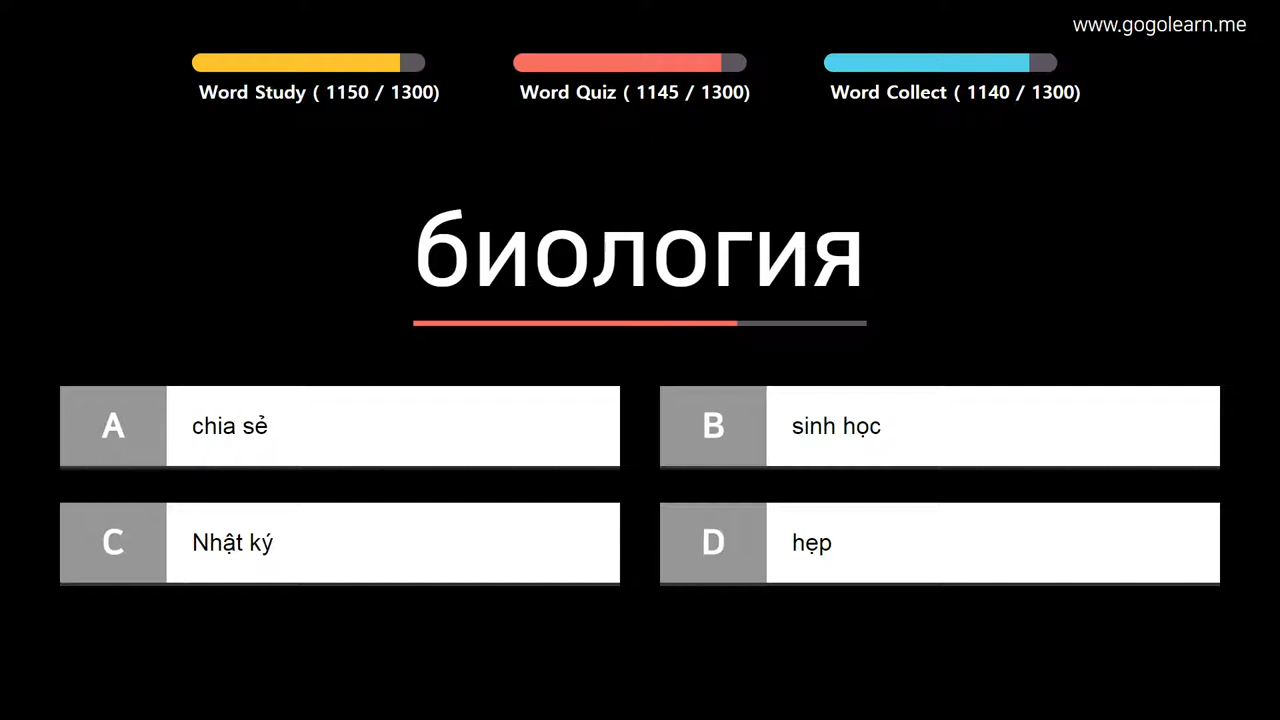 www.gogolearn.me
Word Study ( 1150 / 1300)
Word Quiz ( 1145 / 1300)
Word Collect ( 1140 / 1300)
биология
A chia sẻ
B sinh học
C Nhật ký
D hẹp